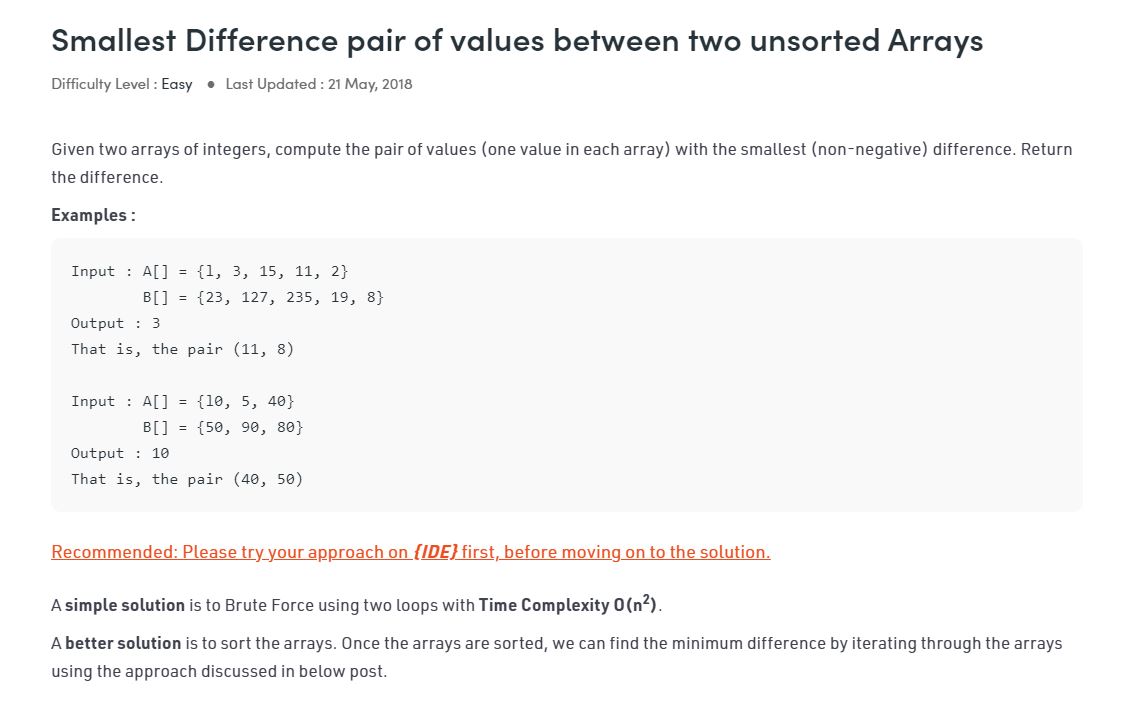 Smallest Difference pair of values between two unsorted Arrays
Difficulty Level : Easy ● Last Updated : 21 May, 2018
Given two arrays of integers, compute the pair of values (one value in each array) with the smallest (non-negative) difference. Return
the difference.
Examples :
Input : A[] = {l, 3, 15, 11, 2}
B[] = {23, 127, 235, 19, 8}
Output : 3
That is, the pair (11, 8)
Input : A[] = {l0, 5, 40}
B[] = {50, 90, 80}
Output : 10
That is, the pair (40, 50)
Recommended: Please try your approach on {IDE} first, before moving on to the solution.
A simple solution is to Brute Force using two loops with Time Complexity O(n²).
A better solution is to sort the arrays. Once the arrays are sorted, we can find the minimum difference by iterating through the arrays
using the approach discussed in below post.